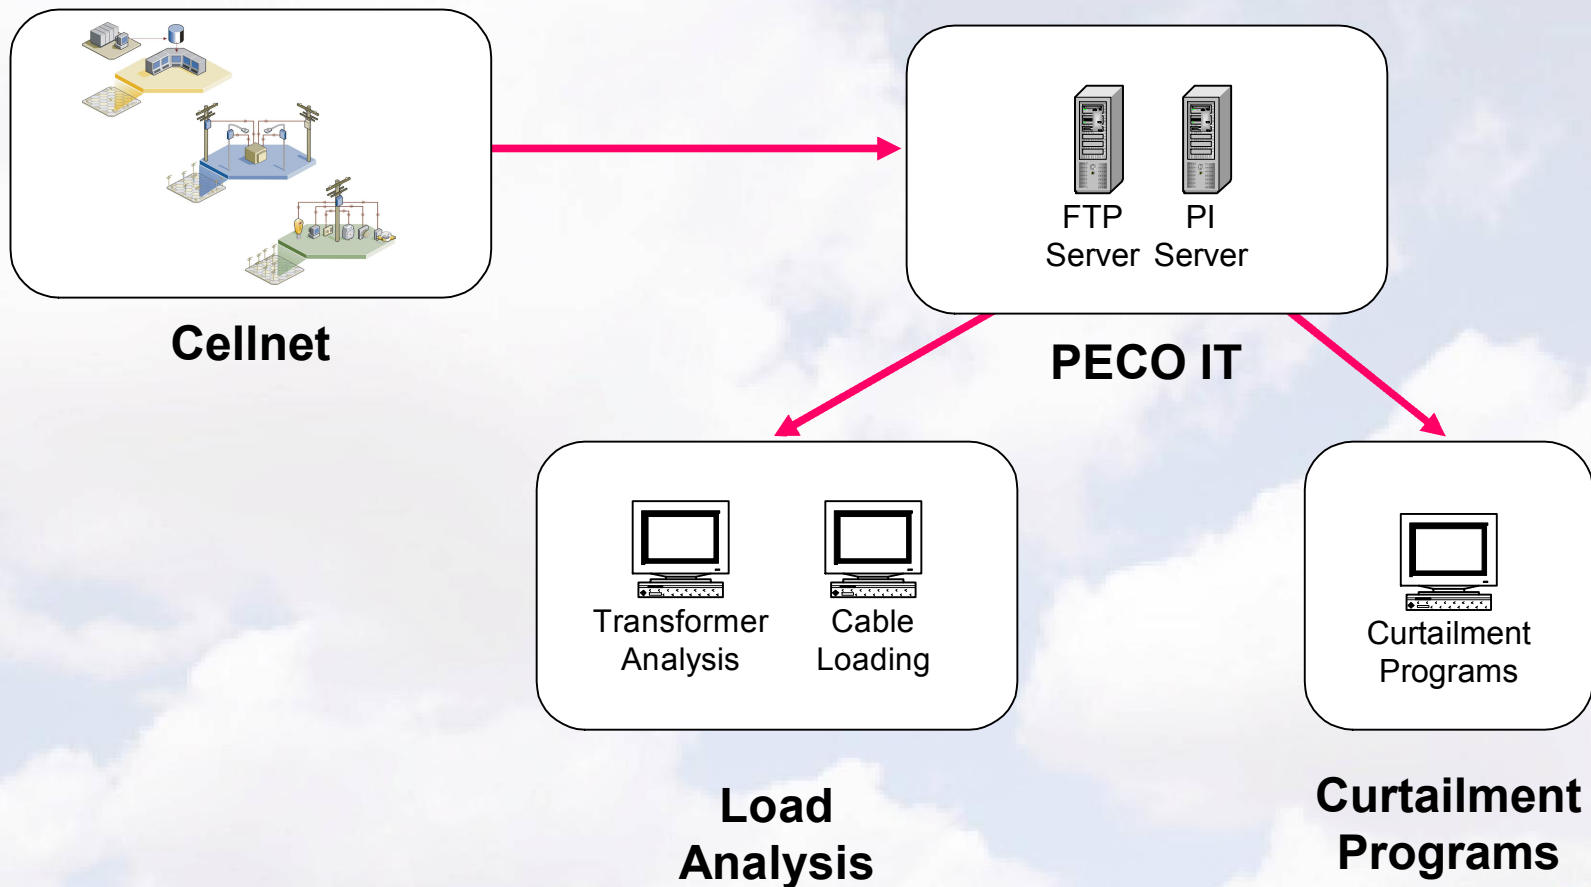 FTP
Server
PI
Server
Cellnet
PECO IT
Transformer
Analysis
Cable
Loading
Curtailment
Programs
Load
Analysis
Curtailment
Programs